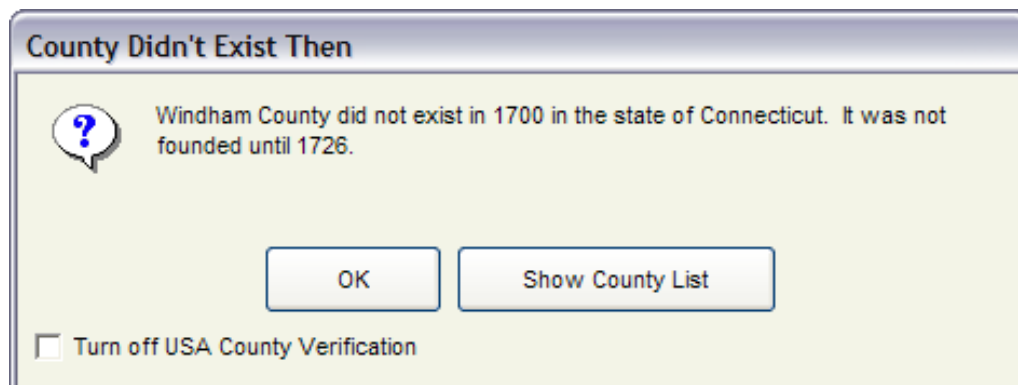 County Didn't Exist Then
?
Windham County did not exist in 1700 in the state of Connecticut. It was not
founded until 1726.
OK
Show County List
Turn off USA County Verification